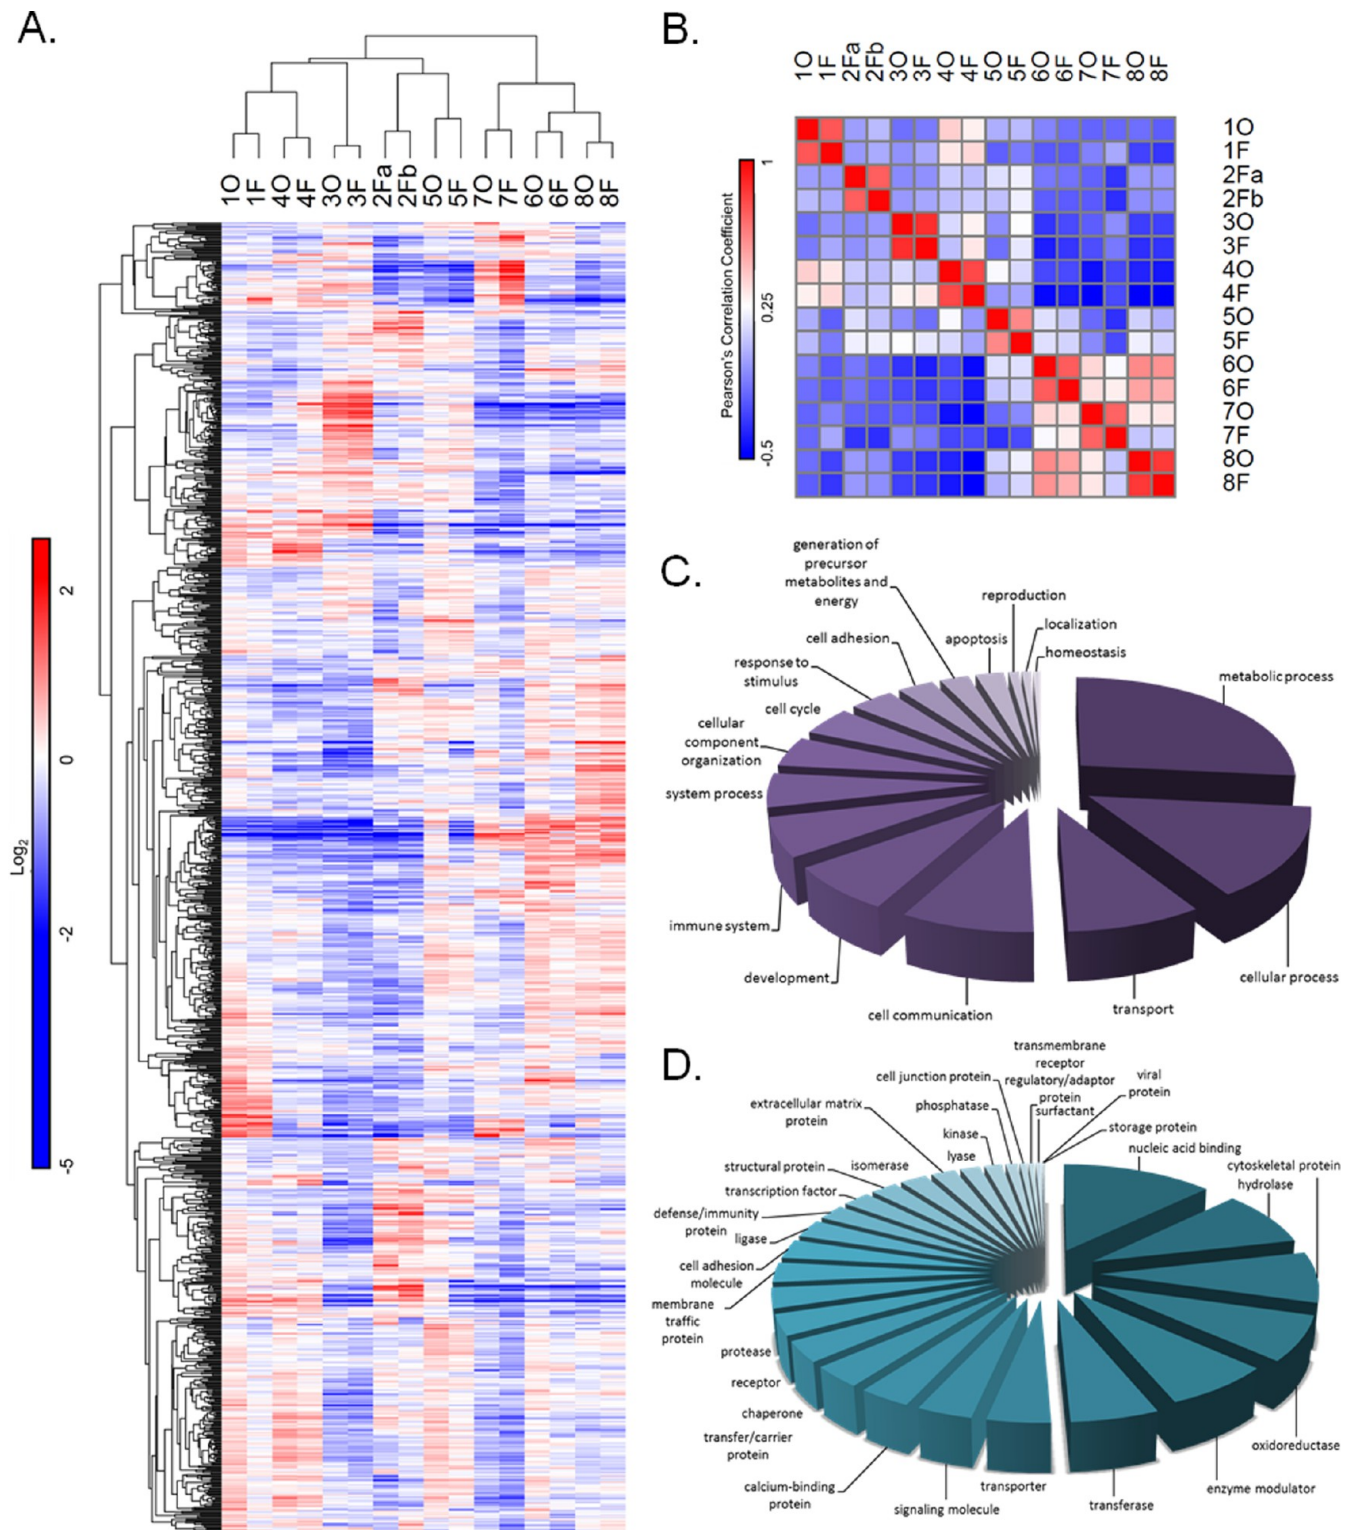 A.
1O 1F 4O 4F 3O 3F 2Fa 2Fb 5O 5F 7O 7F 6O 6F 8O 8F
2
0
-2
-5
Log2
B.
1O 1F 2Fa 2Fb 3O 3F 4O 4F 5O 5F 6O 6F 7O 7F 8O 8F
1
0.25
-0.5
Pearson's Correlation Coefficient
1O
1F
2Fa
2Fb
3O
3F
4O
4F
5O
5F
6O
6F
7O
7F
8O
8F
C.
generation of
precursor
metabolites and
energy
reproduction
localization
homeostasis
apoptosis
cell adhesion
response to
stimulus
cell cycle
cellular
component
organization
system process
immune system
development
cell communication
transport
cellular process
metabolic process
D.
transmembrane
receptor
regulatory/adaptor
protein
surfactant
viral
protein
storage protein
nucleic acid binding
cytoskeletal protein
hydrolase
cell junction protein
phosphatase
kinase
lyase
extracellular matrix
protein
isomerase
structural protein
transcription factor
defense/immunity
protein
ligase
cell adhesion
molecule
membrane
traffic
protein
protease
receptor
chaperone
transfer/carrier
protein
calcium-binding
protein
signaling molecule
transporter
transferase
enzyme modulator
oxidoreductase